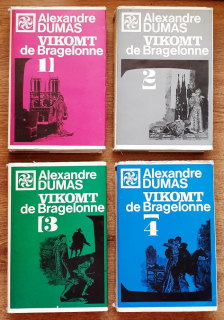 Alexandre
DUMAS
VIKOMT
de Bragelonne
1]
Alexandre
DUMAS
VIKOMT
de Bragelonne
2]
Alexandre
DUMAS
VIKOMT
de Bragelonne
[3
Alexandre
DUMAS
VIKOMT
de Bragelonne
[4